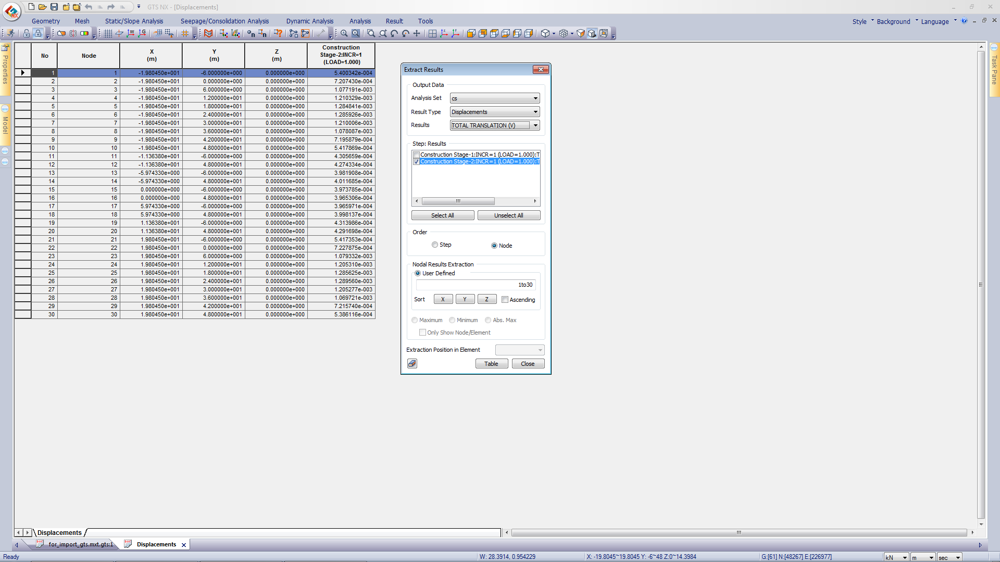 GTS NX - [Displacements]
Geometry Mesh Static/Slope Analysis Seepage/Consolidation Analysis Dynamic Analysis Analysis Result Tools Style Background Language
Properties
Model
Task Pane
No Node X (m) Y (m) Z (m) Construction Stage-2:INCR=1 (LOAD=1.000)
1 1 -1.980450e+001 -6.000000e+000 0.000000e+000 5.400342e-004
2 2 -1.980450e+001 0.000000e+000 0.000000e+000 7.207430e-004
3 3 -1.980450e+001 6.000000e+000 0.000000e+000 1.077191e-003
4 4 -1.980450e+001 1.200000e+001 0.000000e+000 1.210329e-003
5 5 -1.980450e+001 1.800000e+001 0.000000e+000 1.284841e-003
6 6 -1.980450e+001 2.400000e+001 0.000000e+000 1.285926e-003
7 7 -1.980450e+001 3.000000e+001 0.000000e+000 1.210006e-003
8 8 -1.980450e+001 3.600000e+001 0.000000e+000 1.078087e-003
9 9 -1.980450e+001 4.200000e+001 0.000000e+000 7.195879e-004
10 10 -1.980450e+001 4.800000e+001 0.000000e+000 5.417869e-004
11 11 -1.136380e+001 -6.000000e+000 0.000000e+000 4.305659e-004
12 12 -1.136380e+001 4.800000e+001 0.000000e+000 4.274334e-004
13 13 -5.974330e+000 -6.000000e+000 0.000000e+000 3.981908e-004
14 14 -5.974330e+000 4.800000e+001 0.000000e+000 4.011685e-004
15 15 0.000000e+000 -6.000000e+000 0.000000e+000 3.973785e-004
16 16 0.000000e+000 4.800000e+001 0.000000e+000 3.965306e-004
17 17 5.974330e+000 -6.000000e+000 0.000000e+000 3.965971e-004
18 18 5.974330e+000 4.800000e+001 0.000000e+000 3.998137e-004
19 19 1.136380e+001 -6.000000e+000 0.000000e+000 4.313986e-004
20 20 1.136380e+001 4.800000e+001 0.000000e+000 4.291698e-004
21 21 1.980450e+001 -6.000000e+000 0.000000e+000 5.417353e-004
22 22 1.980450e+001 0.000000e+000 0.000000e+000 7.227875e-004
23 23 1.980450e+001 6.000000e+000 0.000000e+000 1.079332e-003
24 24 1.980450e+001 1.200000e+001 0.000000e+000 1.205310e-003
25 25 1.980450e+001 1.800000e+001 0.000000e+000 1.285625e-003
26 26 1.980450e+001 2.400000e+001 0.000000e+000 1.289560e-003
27 27 1.980450e+001 3.000000e+001 0.000000e+000 1.205277e-003
28 28 1.980450e+001 3.600000e+001 0.000000e+000 1.069721e-003
29 29 1.980450e+001 4.200000e+001 0.000000e+000 7.215740e-004
30 30 1.980450e+001 4.800000e+001 0.000000e+000 5.386116e-004
Extract Results
Output Data
Analysis Set cs
Result Type Displacements
Results TOTAL TRANSLATION (V)
Step: Results
Construction Stage-1:INCR=1 (LOAD=1.000):T
Construction Stage-2:INCR=1 (LOAD=1.000):T
Select All Unselect All
Order
Step Node
Nodal Results Extraction
User Defined
1to30
Sort X Y Z Ascending
Maximum Minimum Abs. Max
Only Show Node/Element
Extraction Position in Element
Table Close
Displacements
for_import_gts.mxt.gts:1 Displacements
Ready W: 28.3914, 0.954229 X: -19.8045~19.8045 Y: -6~48 Z:0~14.3984 G:[61] N:[48267] E:[226977] kN m sec